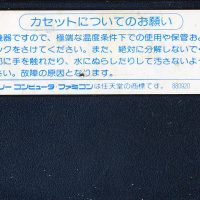 カセットについてのお願い
機器ですので、極端な温度条件下での使用や保管およ
ックをさけてください。また、絶対に分解しないでく
部に手を触れたり、水にぬらしたりして汚さないよう
さい。故障の原因となります。
リー コンピュータ・ファミコンは任天堂の商標です。 880920